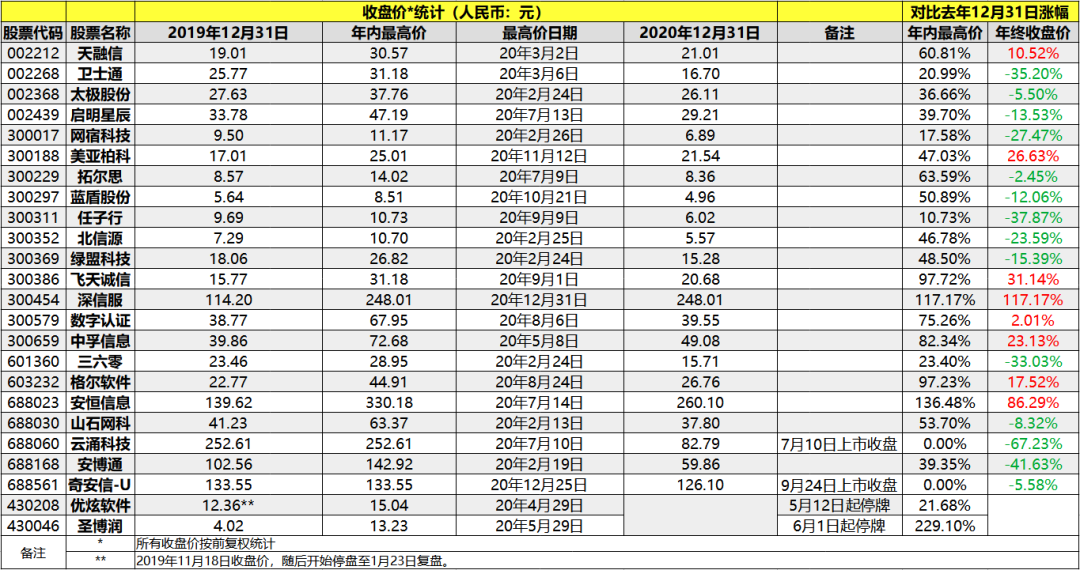 收盘价*统计（人民币：元） 对比去年12月31日涨幅
股票代码 股票名称 2019年12月31日 年内最高价 最高价日期 2020年12月31日 备注 年内最高价 年终收盘价
002212 天融信 19.01 30.57 20年3月2日 21.01 60.81% 10.52%
002268 卫士通 25.77 31.18 20年3月6日 16.70 20.99% -35.20%
002368 太极股份 27.63 37.76 20年2月24日 26.11 36.66% -5.50%
002439 启明星辰 33.78 47.19 20年7月13日 29.21 39.70% -13.53%
300017 网宿科技 9.50 11.17 20年2月26日 6.89 17.58% -27.47%
300188 美亚柏科 17.01 25.01 20年11月12日 21.54 47.03% 26.63%
300229 拓尔思 8.57 14.02 20年7月9日 8.36 63.59% -2.45%
300297 蓝盾股份 5.64 8.51 20年10月21日 4.96 50.89% -12.06%
300311 任子行 9.69 10.73 20年9月9日 6.02 10.73% -37.87%
300352 北信源 7.29 10.70 20年2月25日 5.57 46.78% -23.59%
300369 绿盟科技 18.06 26.82 20年2月24日 15.28 48.50% -15.39%
300386 飞天诚信 15.77 31.18 20年9月1日 20.68 97.72% 31.14%
300454 深信服 114.20 248.01 20年12月31日 248.01 117.17% 117.17%
300579 数字认证 38.77 67.95 20年8月6日 39.55 75.26% 2.01%
300659 中孚信息 39.86 72.68 20年5月8日 49.08 82.34% 23.13%
601360 三六零 23.46 28.95 20年2月24日 15.71 23.40% -33.03%
603232 格尔软件 22.77 44.91 20年8月24日 26.76 97.23% 17.52%
688023 安恒信息 139.62 330.18 20年7月14日 260.10 136.48% 86.29%
688030 山石网科 41.23 63.37 20年2月13日 37.80 53.70% -8.32%
688060 云涌科技 252.61 252.61 20年7月10日 82.79 7月10日上市收盘 0.00% -67.23%
688168 安博通 102.56 142.92 20年2月19日 59.86 39.35% -41.63%
688561 奇安信-U 133.55 133.55 20年12月25日 126.10 9月24日上市收盘 0.00% -5.58%
430208 优炫软件 12.36** 15.04 20年4月29日 5月12日起停牌 21.68%
430046 圣博润 4.02 13.23 20年5月29日 6月1日起停牌 229.10%
备注 * 所有收盘价按前复权统计
** 2019年11月18日收盘价，随后开始停盘至1月23日复盘。